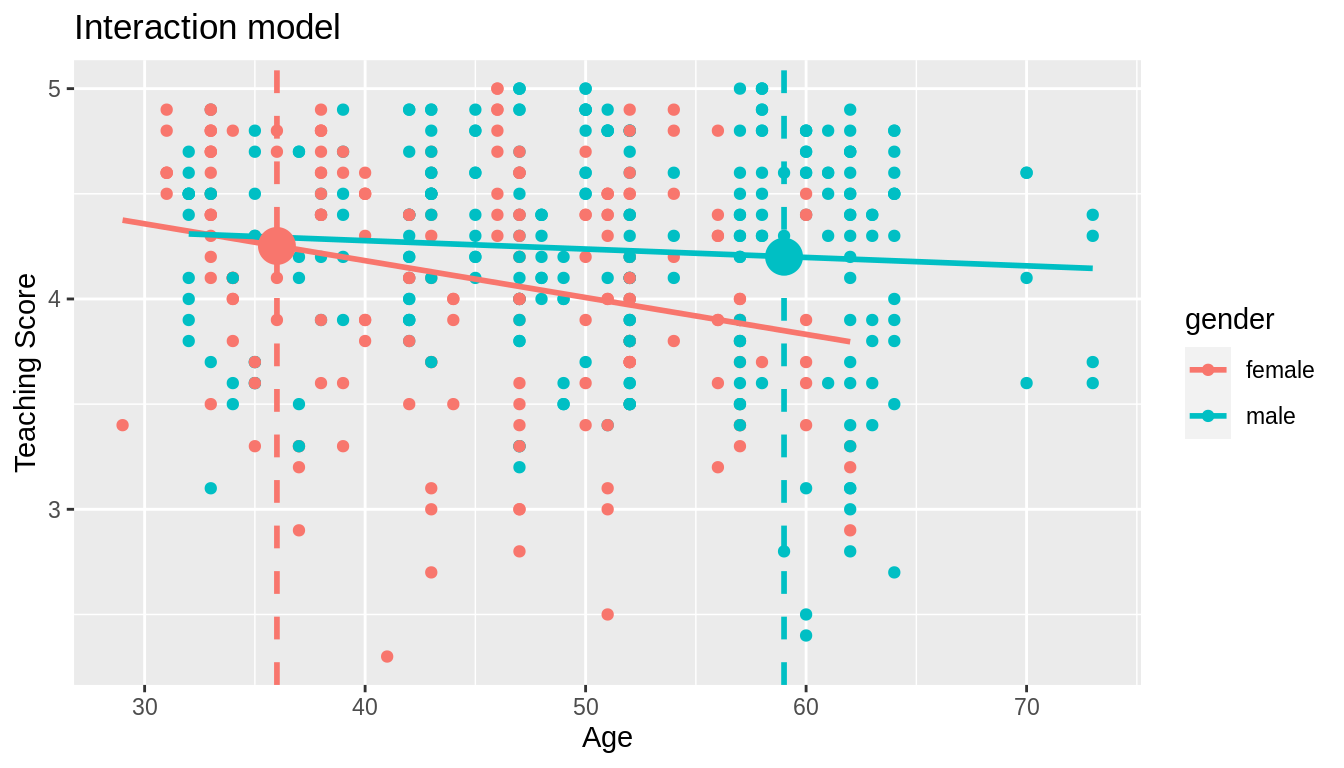 Interaction model
5
4
3
Teaching Score
30 40 50 60 70
Age
gender
female
male